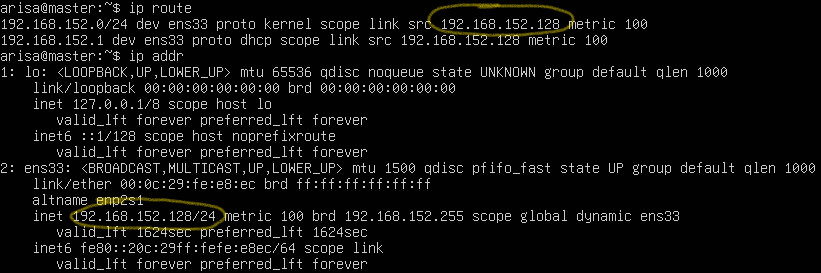 arisa@master:~$ ip route
192.168.152.0/24 dev ens33 proto kernel scope link src 192.168.152.128 metric 100
192.168.152.1 dev ens33 proto dhcp scope link src 192.168.152.128 metric 100
arisa@master:~$ ip addr
1: lo: <LOOPBACK,UP,LOWER_UP> mtu 65536 qdisc noqueue state UNKNOWN group default qlen 1000
link/loopback 00:00:00:00:00:00 brd 00:00:00:00:00:00
inet 127.0.0.1/8 scope host lo
valid_lft forever preferred_lft forever
inet6 ::1/128 scope host noprefixroute
valid_lft forever preferred_lft forever
2: ens33: <BROADCAST,MULTICAST,UP,LOWER_UP> mtu 1500 qdisc pfifo_fast state UP group default qlen 1000
link/ether 00:0c:29:fe:e8:ec brd ff:ff:ff:ff:ff:ff
altname enp2s1
inet 192.168.152.128/24 metric 100 brd 192.168.152.255 scope global dynamic ens33
valid_lft 1624sec preferred_lft 1624sec
inet6 fe80::20c:29ff:fefe:e8ec/64 scope link
valid_lft forever preferred_lft forever